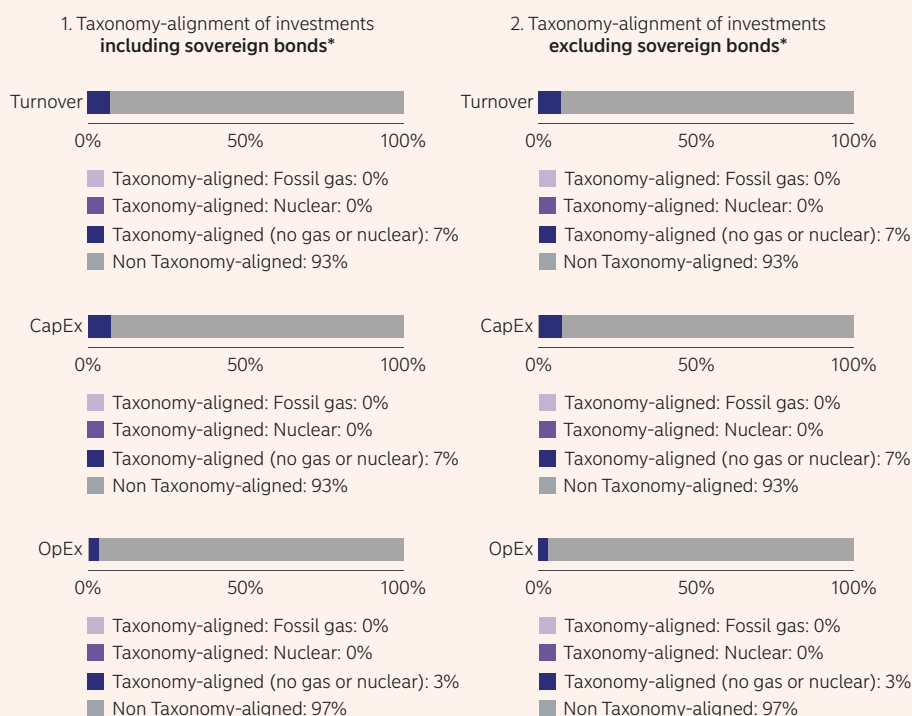 1. Taxonomy-alignment of investments
including sovereign bonds*
Turnover
0% 50% 100%
Taxonomy-aligned: Fossil gas: 0%
Taxonomy-aligned: Nuclear: 0%
Taxonomy-aligned (no gas or nuclear): 7%
Non Taxonomy-aligned: 93%
CapEx
0% 50% 100%
Taxonomy-aligned: Fossil gas: 0%
Taxonomy-aligned: Nuclear: 0%
Taxonomy-aligned (no gas or nuclear): 7%
Non Taxonomy-aligned: 93%
OpEx
0% 50% 100%
Taxonomy-aligned: Fossil gas: 0%
Taxonomy-aligned: Nuclear: 0%
Taxonomy-aligned (no gas or nuclear): 3%
Non Taxonomy-aligned: 97%
2. Taxonomy-alignment of investments
excluding sovereign bonds*
Turnover
0% 50% 100%
Taxonomy-aligned: Fossil gas: 0%
Taxonomy-aligned: Nuclear: 0%
Taxonomy-aligned (no gas or nuclear): 7%
Non Taxonomy-aligned: 93%
CapEx
0% 50% 100%
Taxonomy-aligned: Fossil gas: 0%
Taxonomy-aligned: Nuclear: 0%
Taxonomy-aligned (no gas or nuclear): 7%
Non Taxonomy-aligned: 93%
OpEx
0% 50% 100%
Taxonomy-aligned: Fossil gas: 0%
Taxonomy-aligned: Nuclear: 0%
Taxonomy-aligned (no gas or nuclear): 3%
Non Taxonomy-aligned: 97%